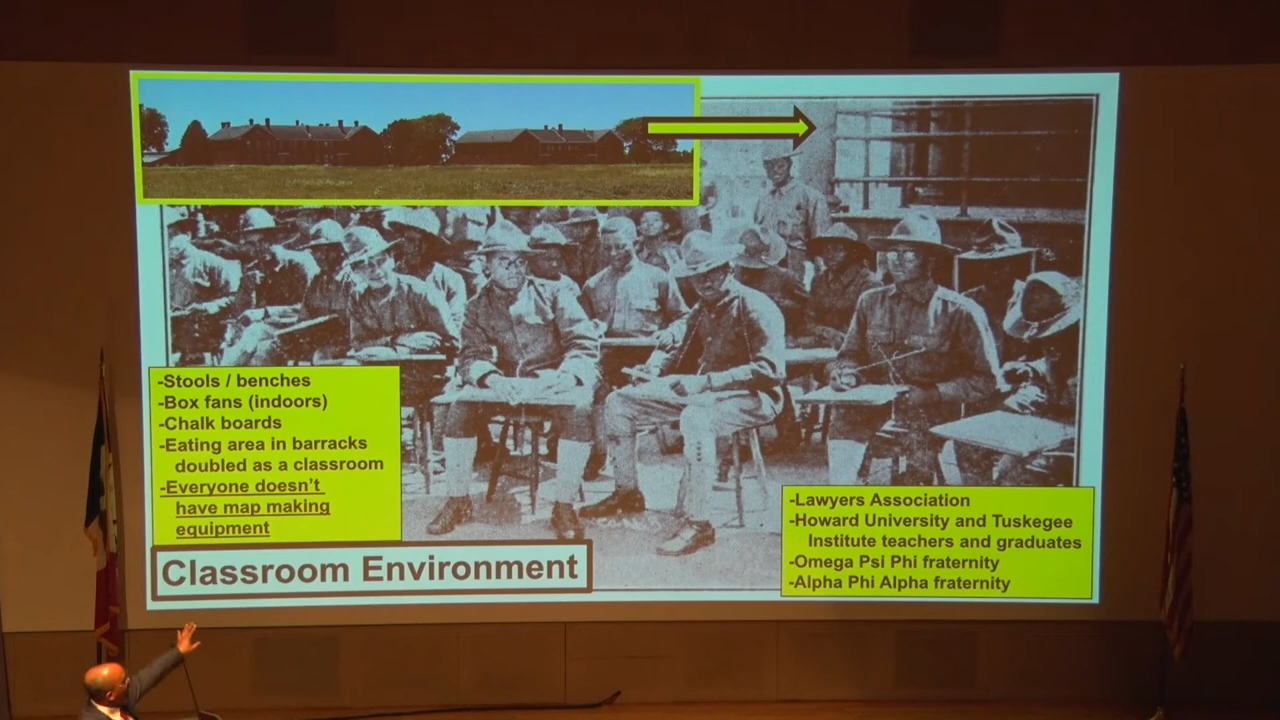 -Stools / benches
-Box fans (indoors)
-Chalk boards
-Eating area in barracks
doubled as a classroom
-Everyone doesn't
have map making
equipment
Classroom Environment
-Lawyers Association
-Howard University and Tuskegee
Institute teachers and graduates
-Omega Psi Phi fraternity
-Alpha Phi Alpha fraternity